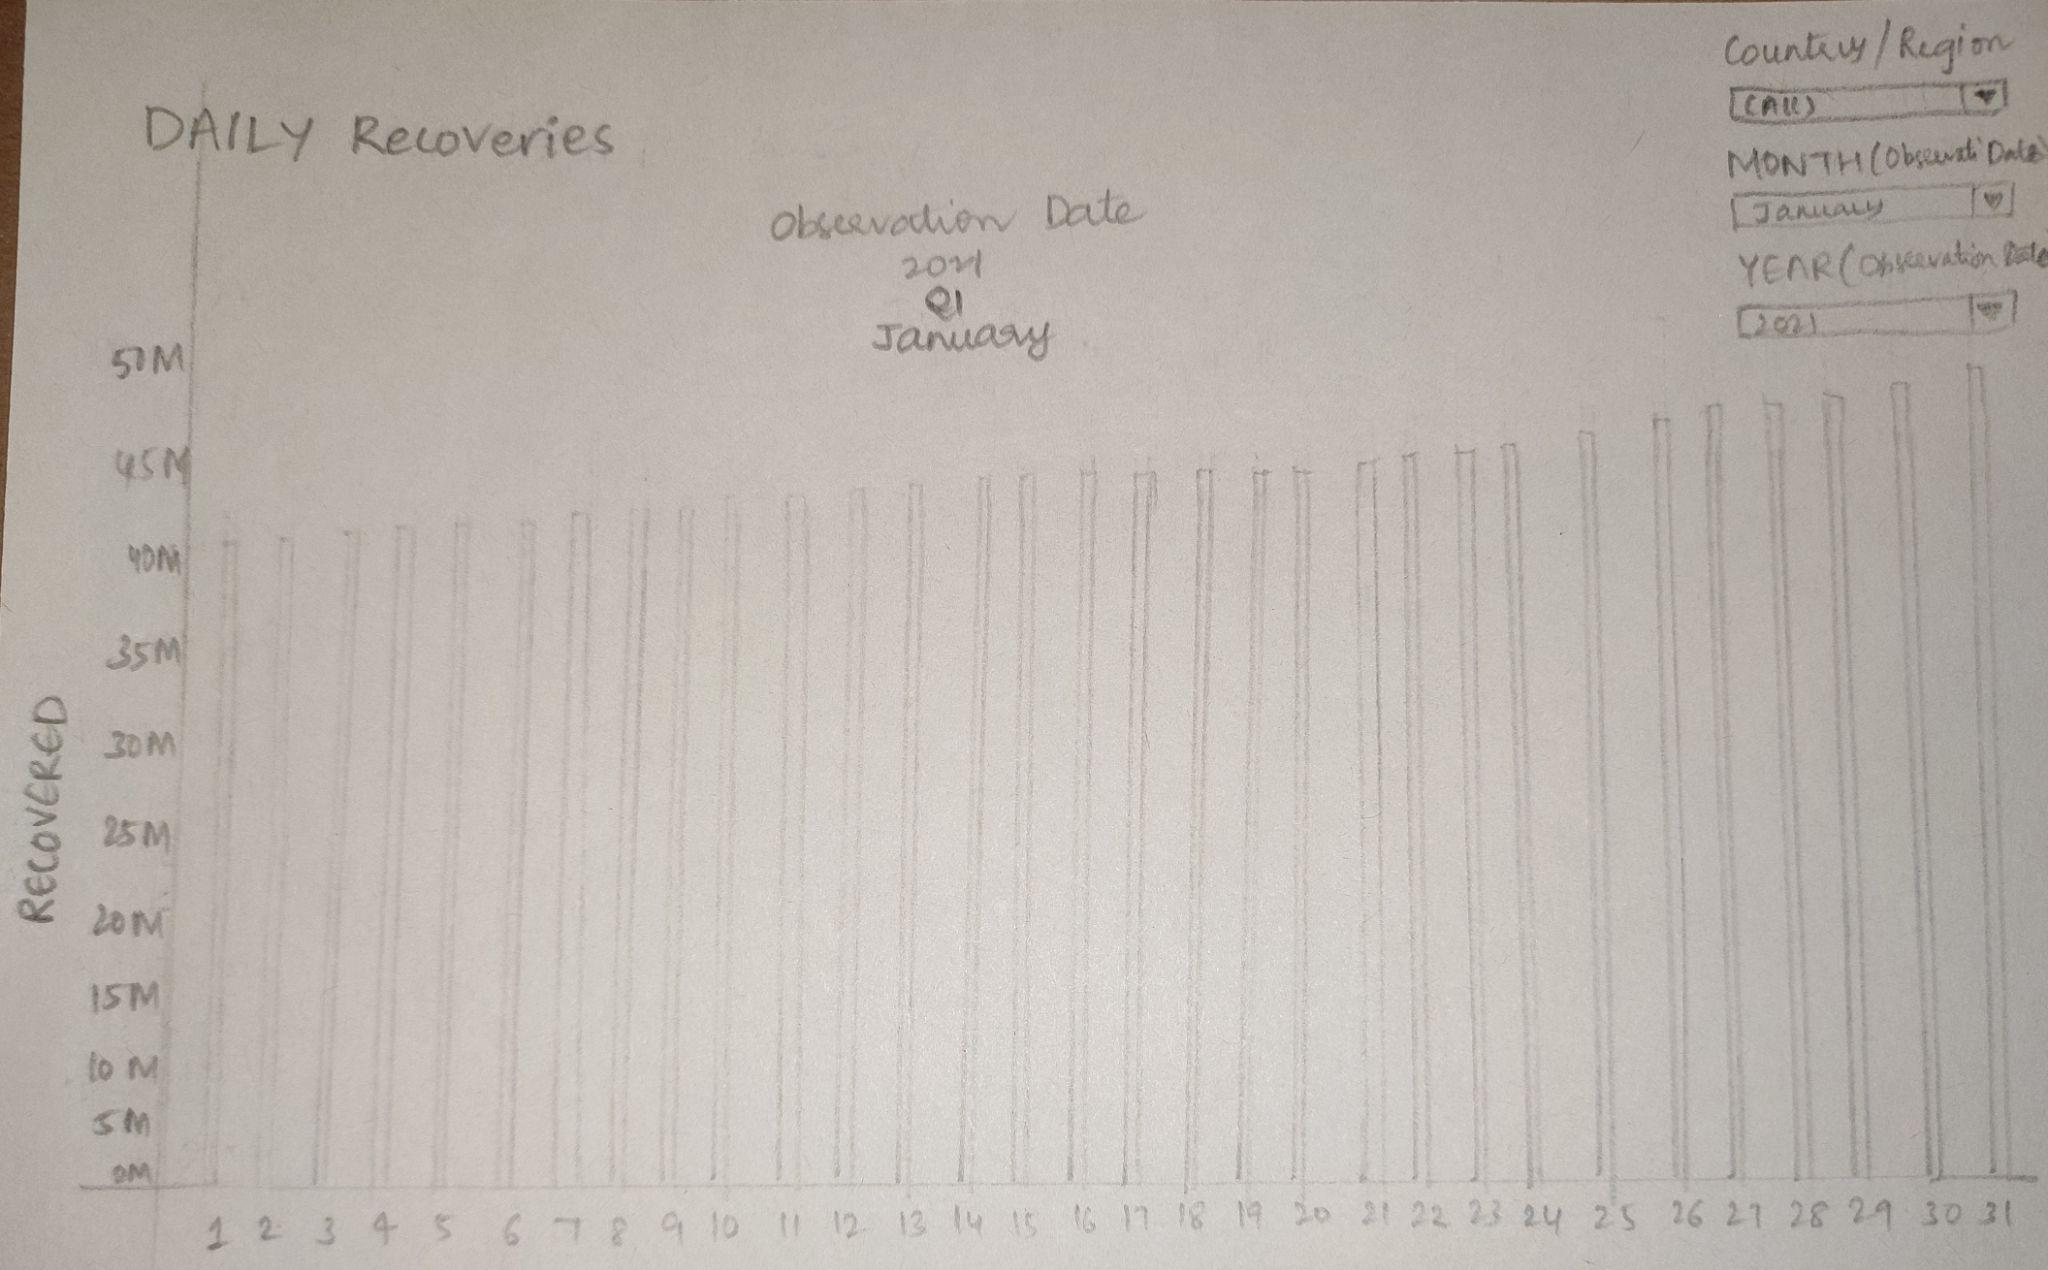 Country/Region
(All)
DAILY Recoveries
MONTH(Observati Date)
January
Observation Date
2021
Q1
January
YEAR(Observation Date
2021
50M
45M
40M
35M
30M
25M
20M
15M
10M
5M
0M
RECOVERED
1 2 3 4 5 6 7 8 9 10 11 12 13 14 15 16 17 18 19 20 21 22 23 24 25 26 27 28 29 30 31